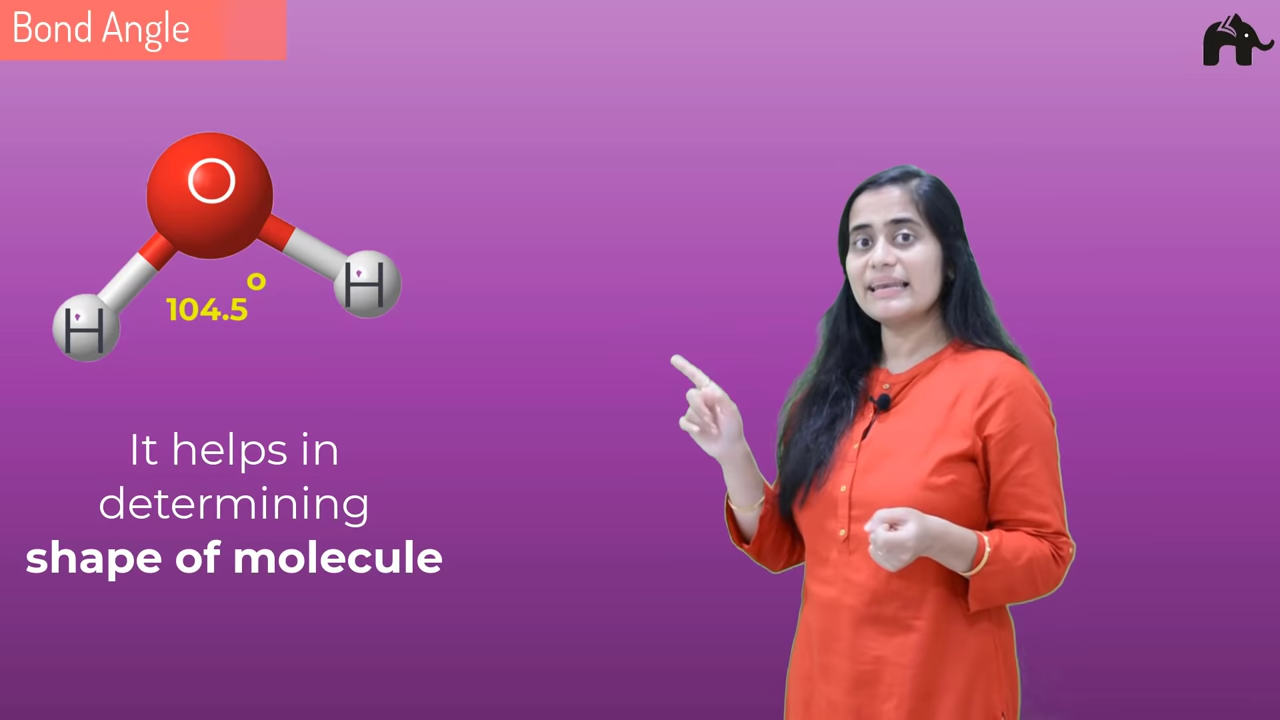 Bond Angle
O
H
H
104.5°
It helps in
determining
shape of molecule